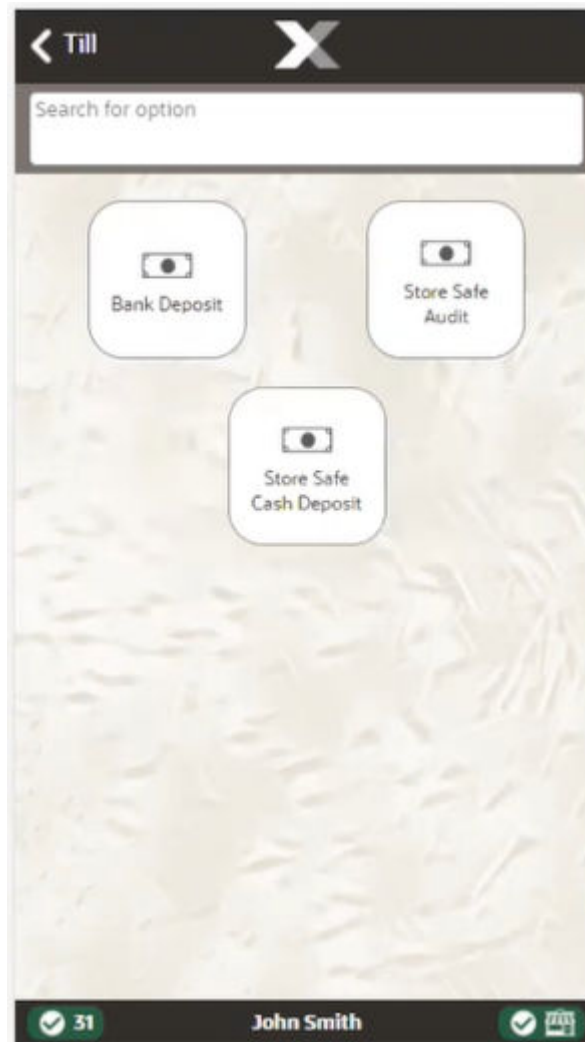 Till
Search for option
Bank Deposit
Store Safe
Audit
Store Safe
Cash Deposit
31
John Smith